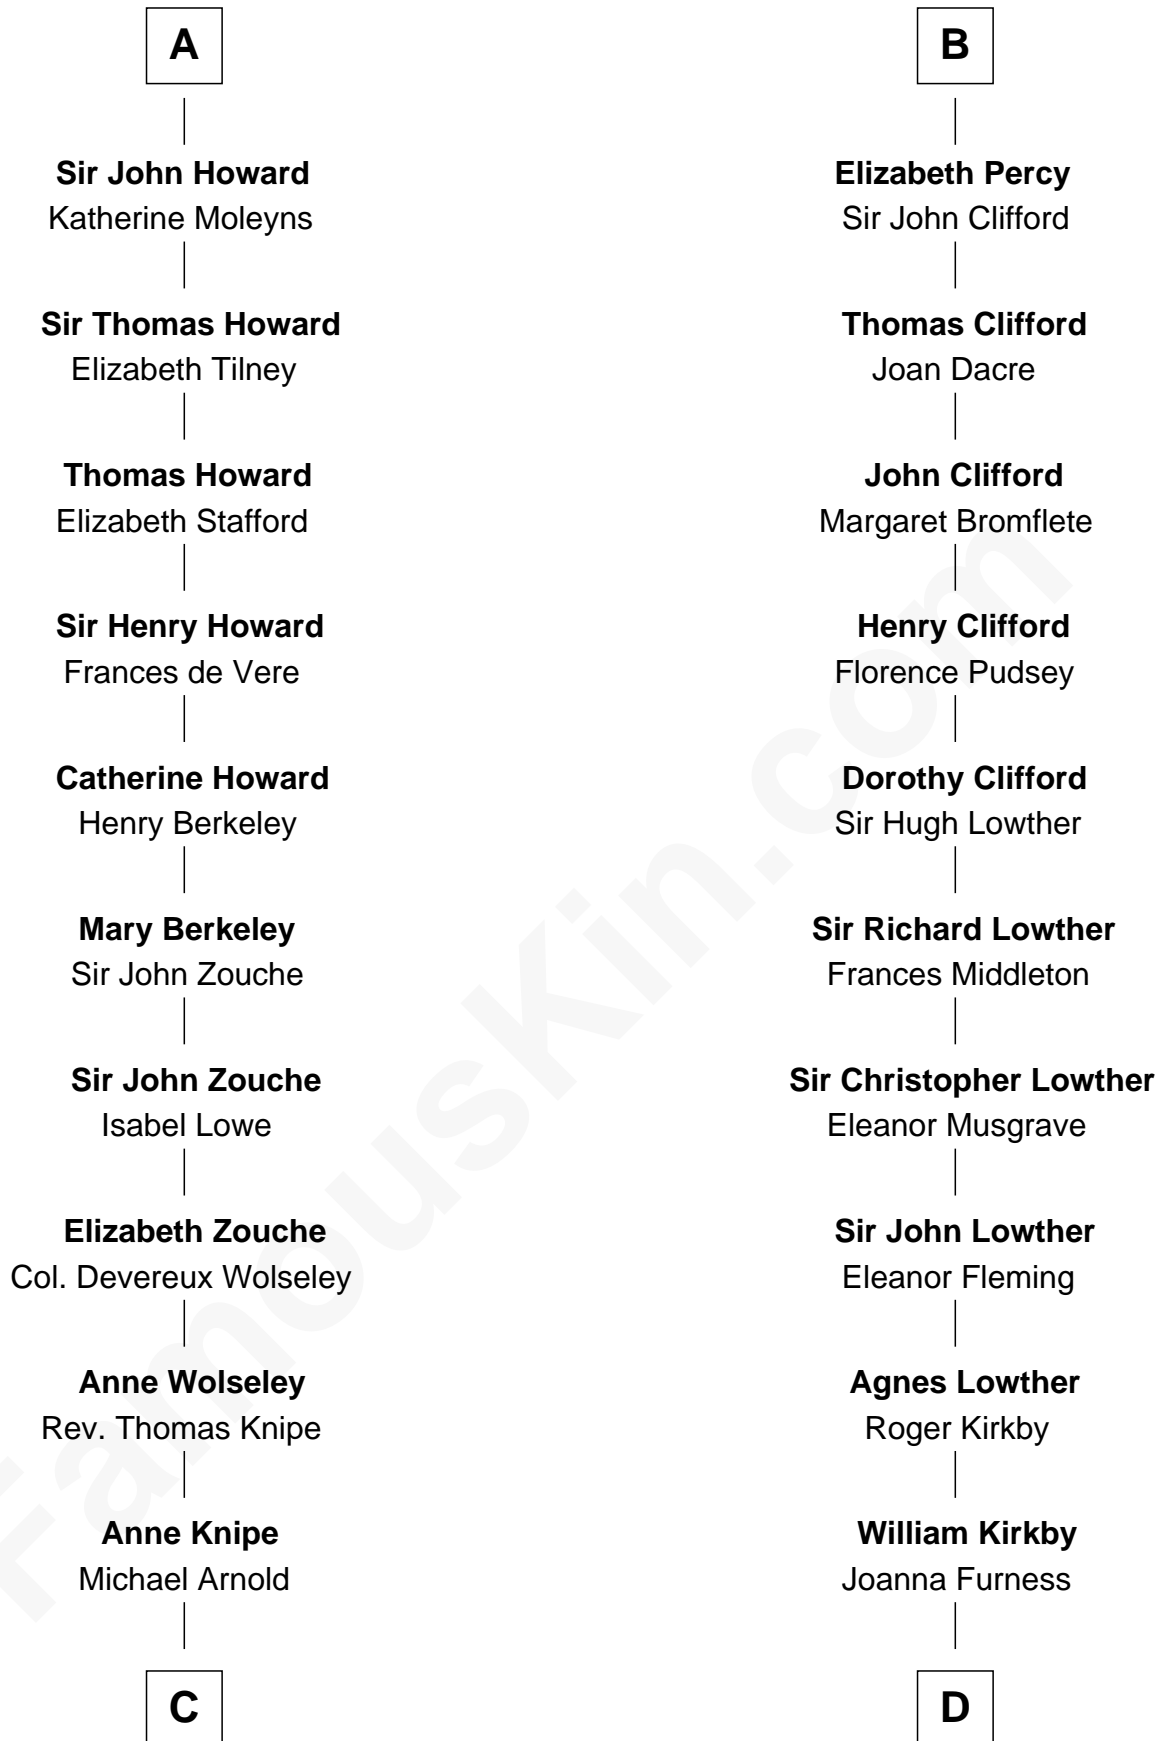 A
Sir John Howard
Katherine Moleyns
Sir Thomas Howard
Elizabeth Tilney
Thomas Howard
Elizabeth Stafford
Sir Henry Howard
Frances de Vere
Catherine Howard
Henry Berkeley
Mary Berkeley
Sir John Zouche
Sir John Zouche
Isabel Lowe
Elizabeth Zouche
Col. Devereux Wolseley
Anne Wolseley
Rev. Thomas Knipe
Anne Knipe
Michael Arnold
C
B
Elizabeth Percy
Sir John Clifford
Thomas Clifford
Joan Dacre
John Clifford
Margaret Bromflete
Henry Clifford
Florence Pudsey
Dorothy Clifford
Sir Hugh Lowther
Sir Richard Lowther
Frances Middleton
Sir Christopher Lowther
Eleanor Musgrave
Sir John Lowther
Eleanor Fleming
Agnes Lowther
Roger Kirkby
William Kirkby
Joanna Furness
D
FamousKin.com